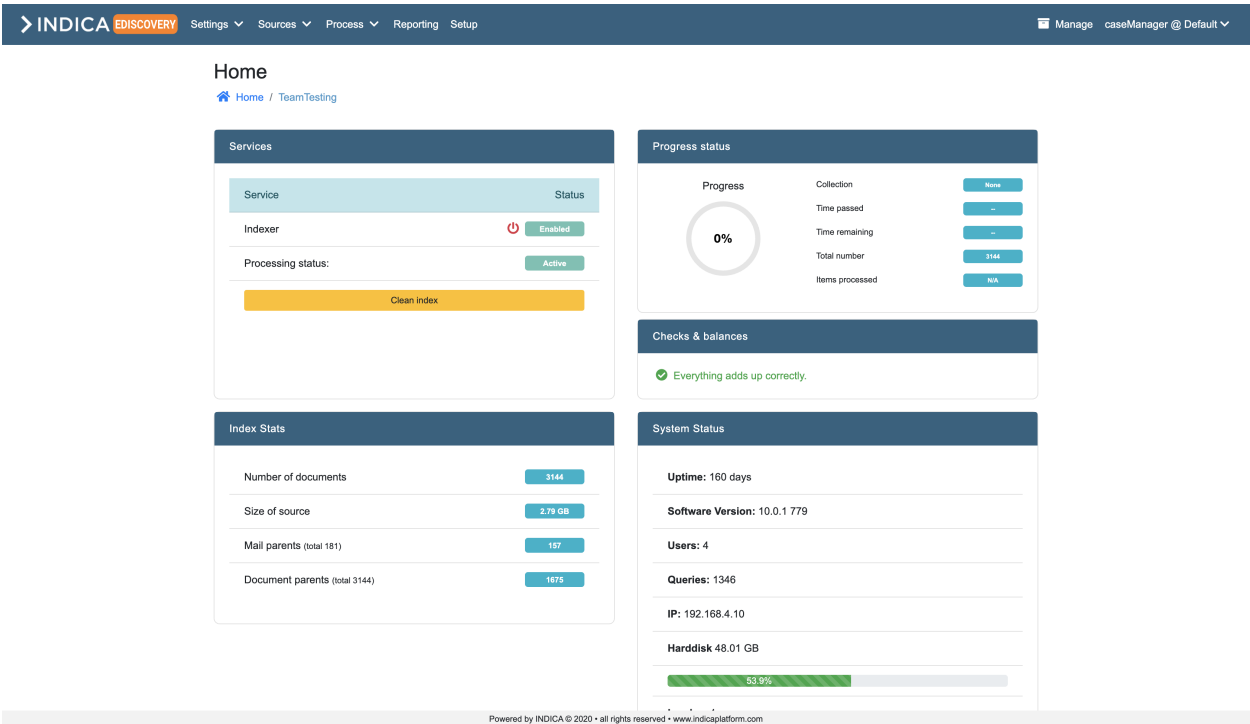 INDICA EDISCOVERY Settings Sources Process Reporting Setup Manage caseManager @ Default
Home
Home / TeamTesting
Services
Service Status
Indexer Enabled
Processing status: Active
Clean index
Progress status
Progress
0%
Collection None
Time passed –
Time remaining –
Total number 3144
Items processed N/A
Checks & balances
Everything adds up correctly.
Index Stats
Number of documents 3144
Size of source 2.79 GB
Mail parents (total 181) 157
Document parents (total 3144) 1675
System Status
Uptime: 160 days
Software Version: 10.0.1 779
Users: 4
Queries: 1346
IP: 192.168.4.10
Harddisk 48.01 GB
53.9%
Powered by INDICA © 2020 • all rights reserved • www.indicaplatform.com